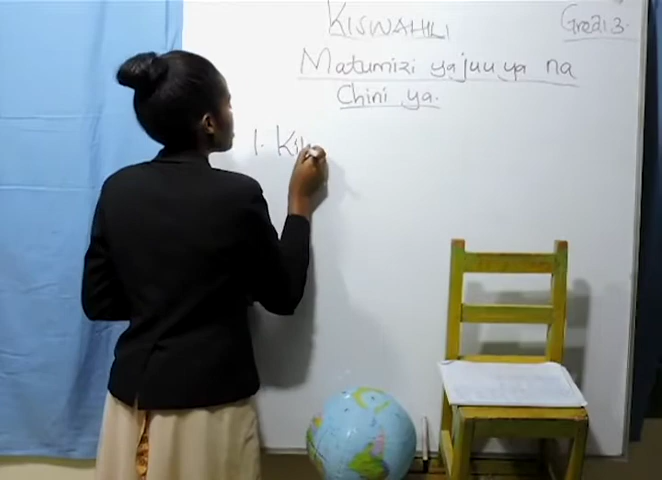 KISWAHILI
Grade 3.
Matumizi ya juu ya na
Chini ya.
1. Ki